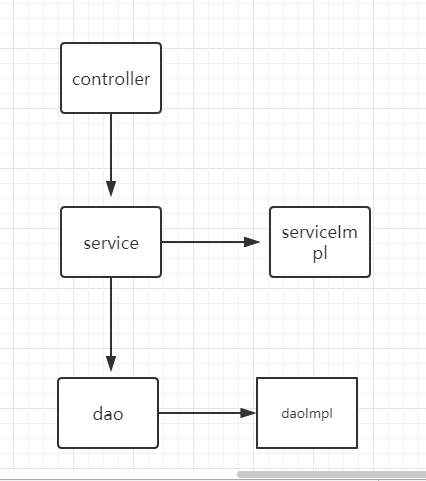 controller
service
serviceIm
pl
dao
daoImpl